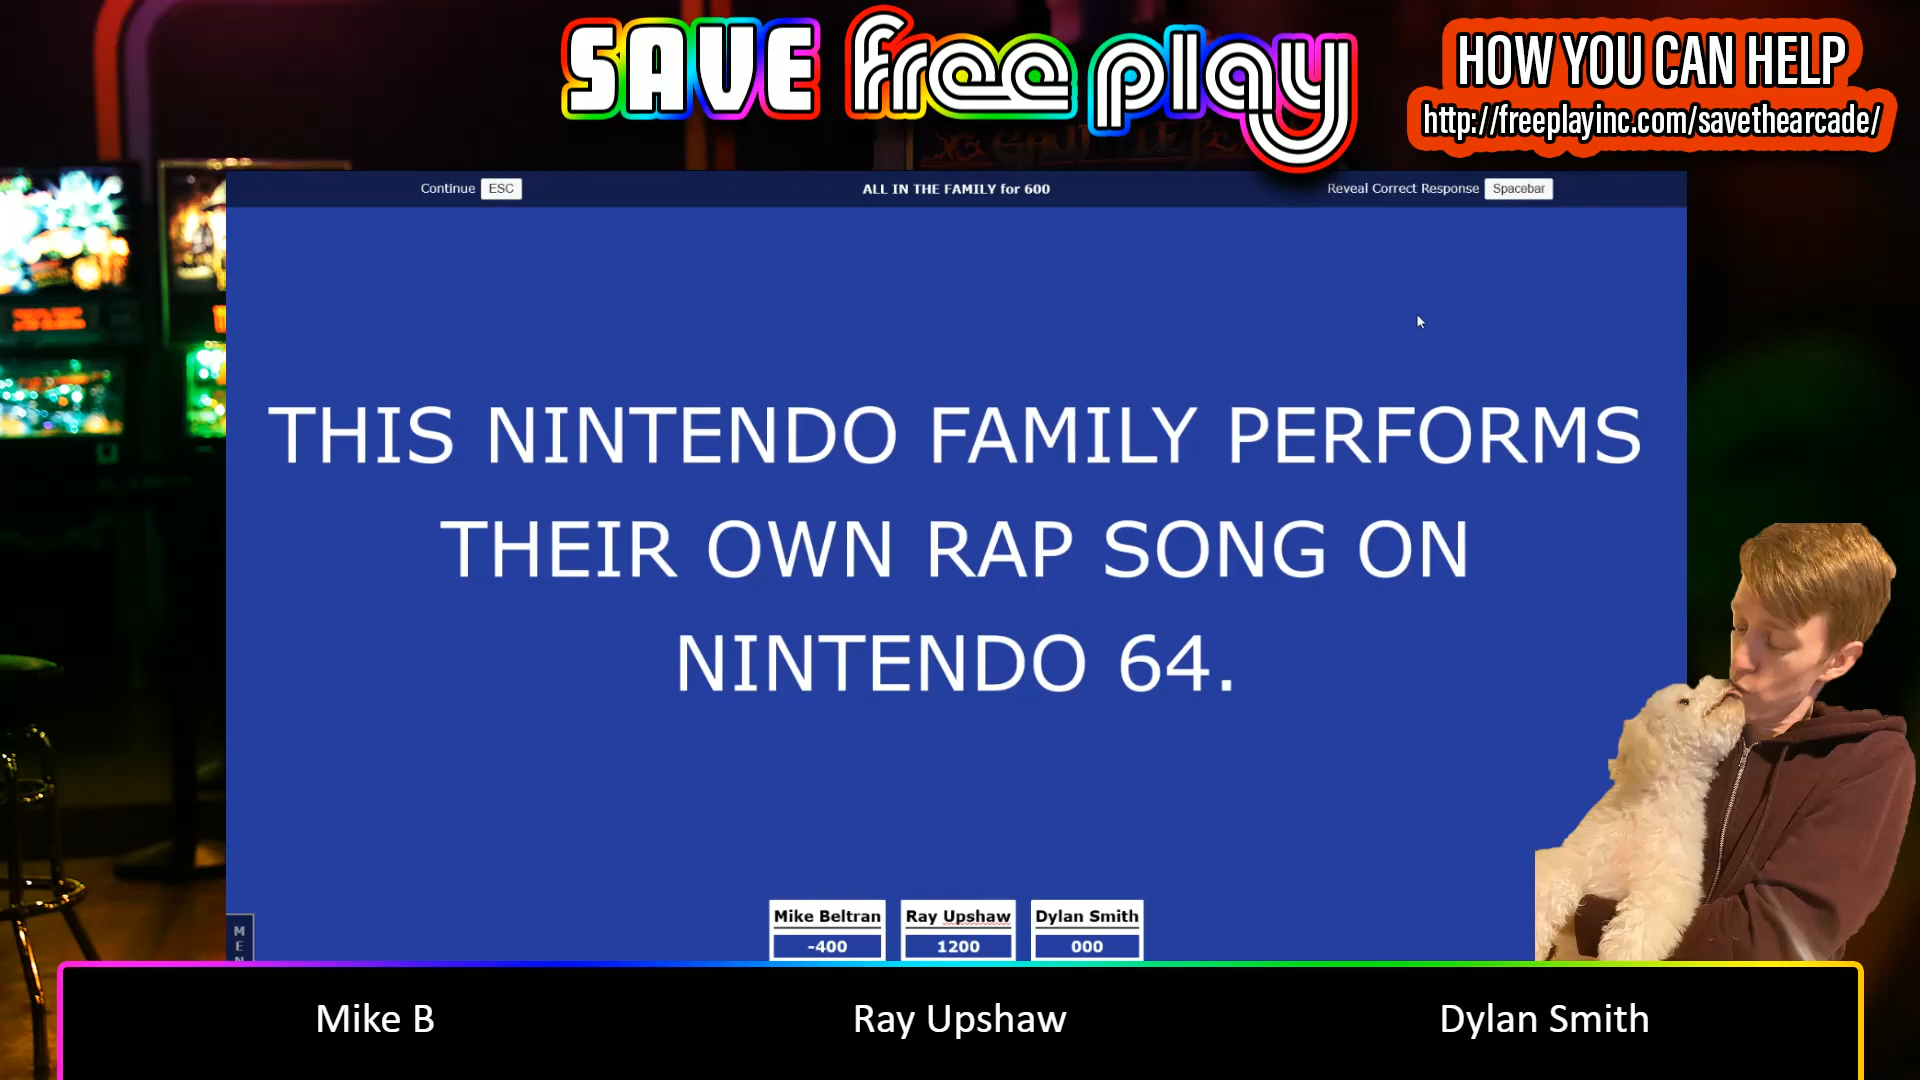 SAVE free play
HOW YOU CAN HELP
http://freeplayinc.com/savethearcade/
Continue ESC
ALL IN THE FAMILY for 600
Reveal Correct Response Spacebar
THIS NINTENDO FAMILY PERFORMS
THEIR OWN RAP SONG ON
NINTENDO 64.
M
E
N
Mike Beltran
-400
Ray Upshaw
1200
Dylan Smith
000
Mike B
Ray Upshaw
Dylan Smith